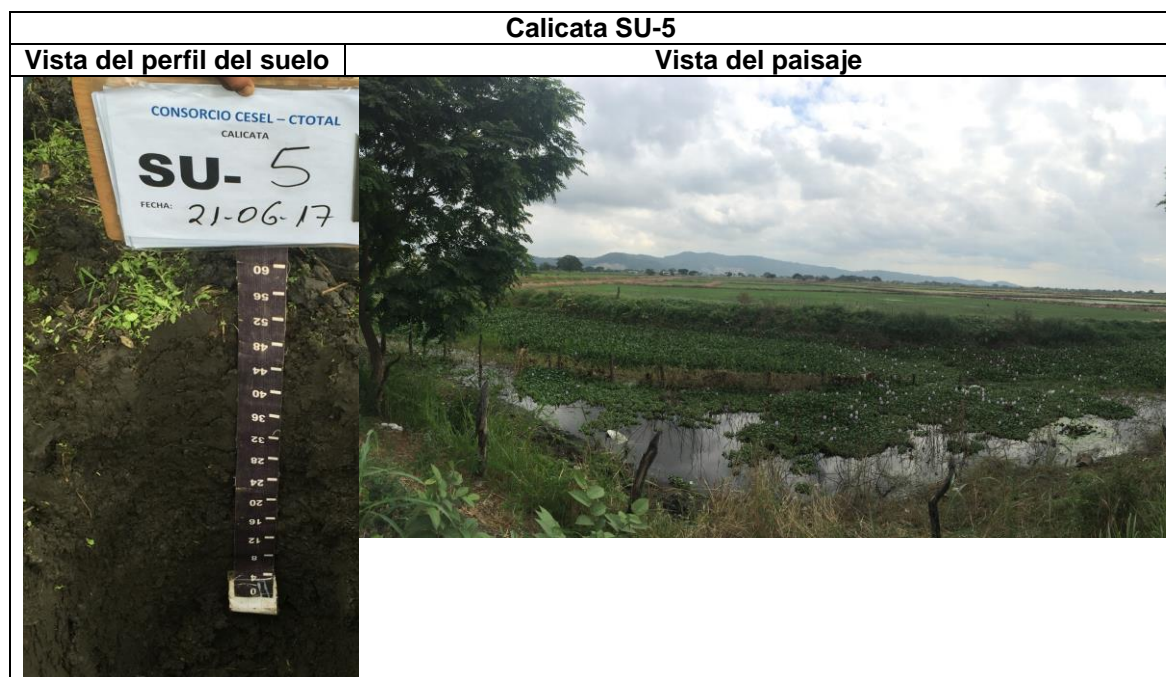 Calicata SU-5
Vista del perfil del suelo
Vista del paisaje
CONSORCIO CESEL – CTOTAL
CALICATA
SU- 5
FECHA: 21-06-17
60
56
52
48
44
40
36
32
28
24
20
16
12
8
4
0